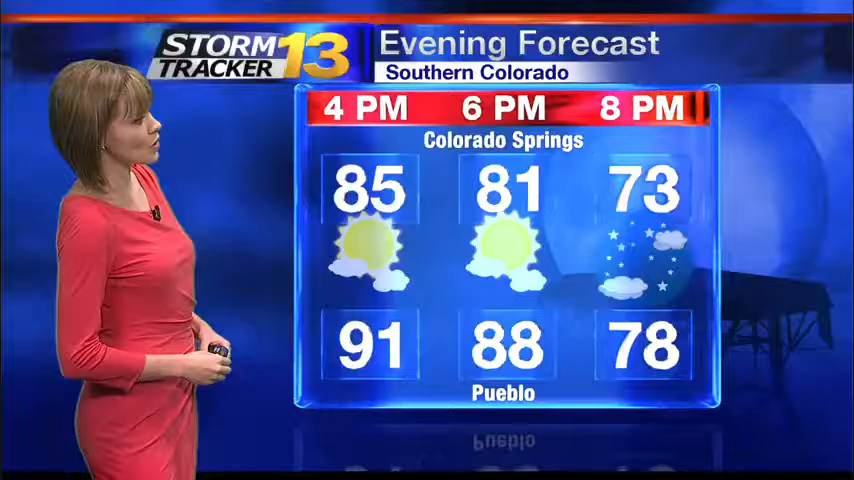 STORM
TRACKER 13
Evening Forecast
Southern Colorado
4 PM 6 PM 8 PM
Colorado Springs
85 81 73
91 88 78
Pueblo
Pueblo